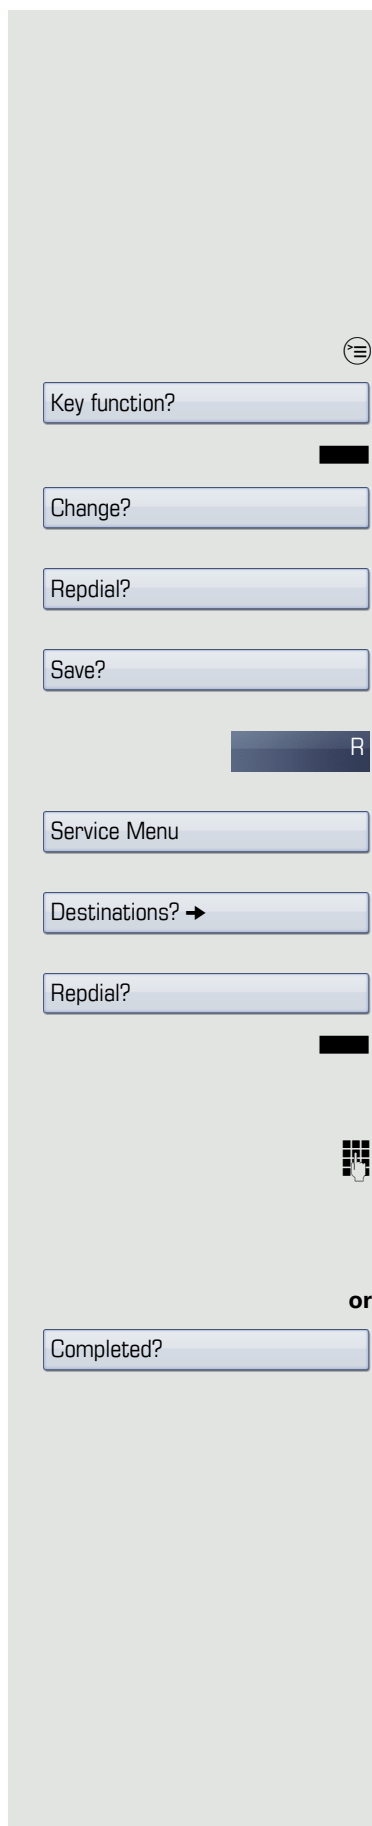 Key function?
Change?
Repdial?
Save?
R
Service Menu
Destinations? →
Repdial?
or
Completed?